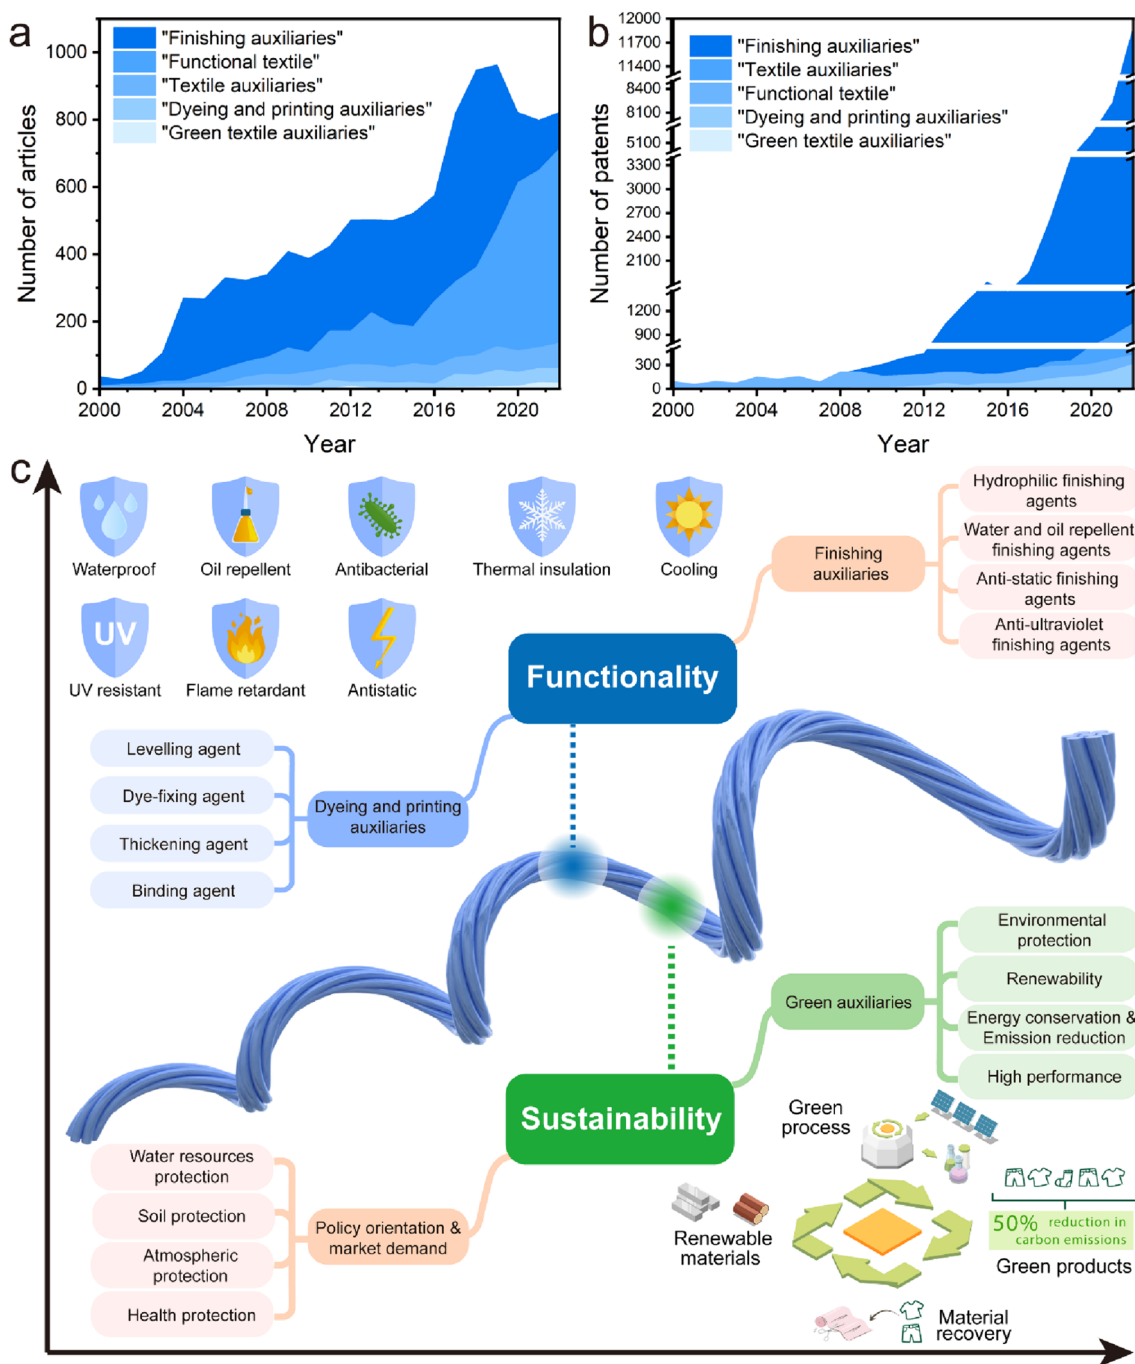 a
"Finishing auxiliaries"
"Functional textile"
"Textile auxiliaries"
"Dyeing and printing auxiliaries"
"Green textile auxiliaries"
Number of articles
1000
800
600
400
200
0
2000
2004
2008
2012
2016
2020
Year
b
"Finishing auxiliaries"
"Textile auxiliaries"
"Functional textile"
"Dyeing and printing auxiliaries"
"Green textile auxiliaries"
Number of patents
12000
11700
11400
8400
8100
5100
3300
3000
2700
2400
2100
1200
900
300
0
2000
2004
2008
2012
2016
2020
Year
c
Waterproof
Oil repellent
Antibacterial
Thermal insulation
Cooling
UV
UV resistant
Flame retardant
Antistatic
Finishing
auxiliaries
Hydrophilic finishing
agents
Water and oil repellent
finishing agents
Anti-static finishing
agents
Anti-ultraviolet
finishing agents
Functionality
Levelling agent
Dye-fixing agent
Thickening agent
Binding agent
Dyeing and printing
auxiliaries
Green auxiliaries
Environmental
protection
Renewability
Energy conservation &
Emission reduction
High performance
Sustainability
Water resources
protection
Soil protection
Atmospheric
protection
Health protection
Policy orientation &
market demand
Green
process
Renewable
materials
50% reduction in
carbon emissions
Green products
Material
recovery